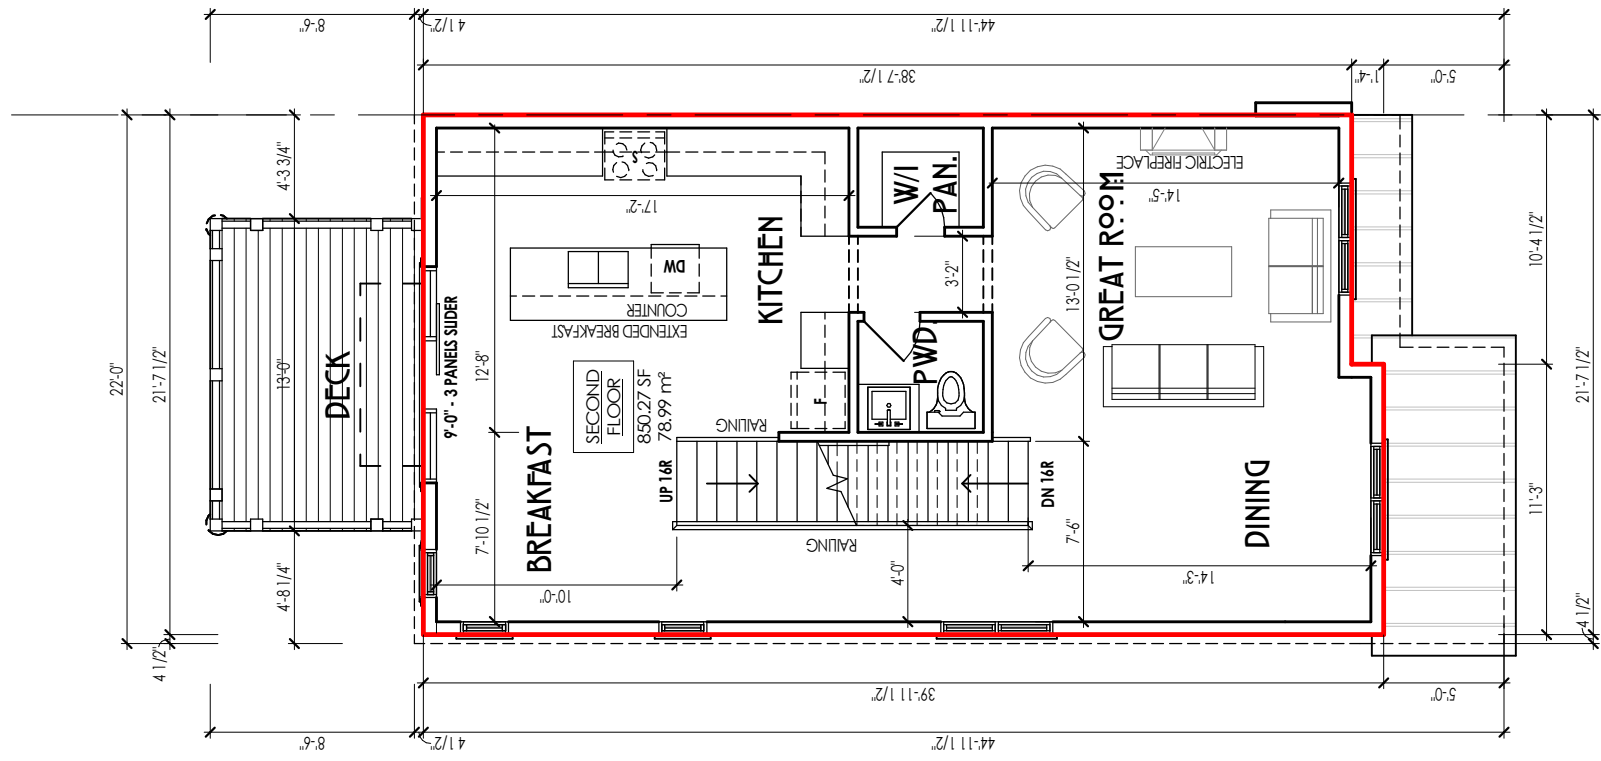 8'-6"
4 1/2"
44'-11 1/2"
38'-7 1/2"
1'-4"
5'-0"
22'-0"
21'-7 1/2"
4 1/2"
4'-3 3/4"
13'-0"
4'-8 1/4"
DECK
9'-0" - 3 PANELS SLIDER
17'-2"
S
DW
EXTENDED BREAKFAST
COUNTER
KITCHEN
12'-8"
7'-10 1/2"
SECOND
FLOOR
850.27 SF
78.99 m²
BREAKFAST
F
W/I
PAN.
3'-2"
PWD.
RAILING
UP 16R
DN 16R
RAILING
10'-0"
4'-0"
ELECTRIC FIREPLACE
14'-5"
GREAT ROOM
13'-0 1/2"
7'-6"
DINING
14'-3"
10'-4 1/2"
11'-3"
21'-7 1/2"
4 1/2"
39'-11 1/2"
5'-0"
8'-6"
4 1/2"
44'-11 1/2"